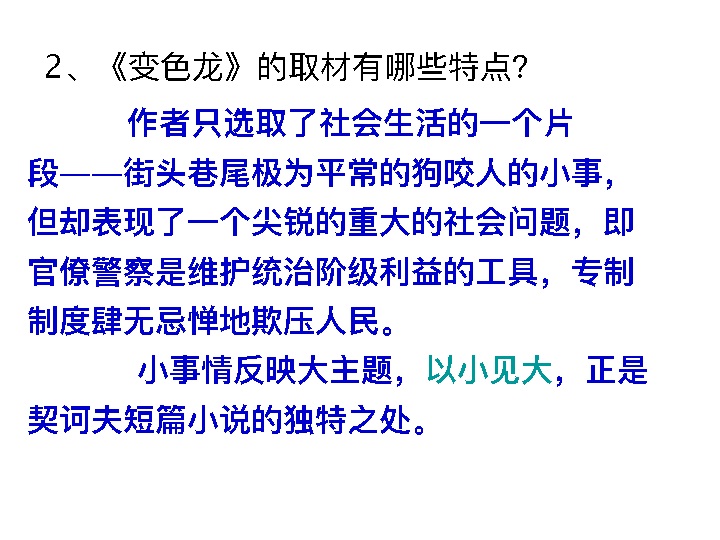 2、《变色龙》的取材有哪些特点？
作者只选取了社会生活的一个片
段——街头巷尾极为平常的狗咬人的小事，
但却表现了一个尖锐的重大的社会问题，即
官僚警察是维护统治阶级利益的工具，专制
制度肆无忌惮地欺压人民。
小事情反映大主题，以小见大，正是
契诃夫短篇小说的独特之处。